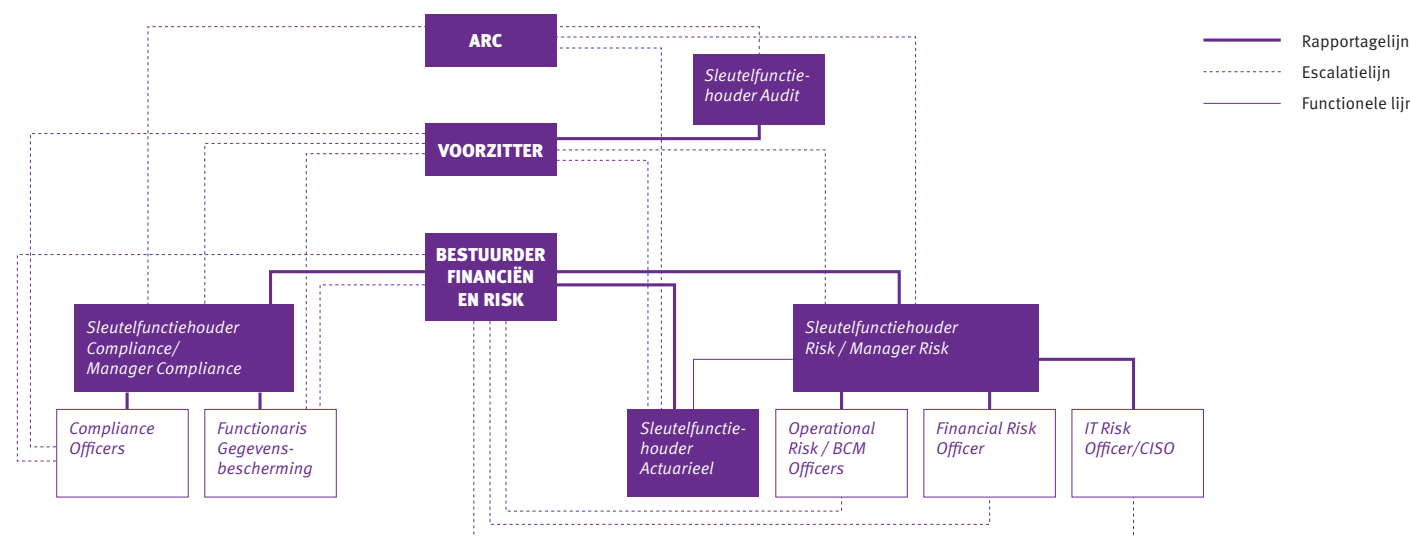 ARC
Sleutelfunctie-
houder Audit
VOORZITTER
BESTUURDER
FINANCIËN
EN RISK
Sleutelfunctiehouder
Compliance/
Manager Compliance
Sleutelfunctiehouder
Risk / Manager Risk
Compliance
Officers
Functionaris
Gegevens-
bescherming
Sleutelfunctie-
houder
Actuarieel
Operational
Risk / BCM
Officers
Financial Risk
Officer
IT Risk
Officer/CISO
Rapportagelijn
Escalatielijn
Functionele lijn